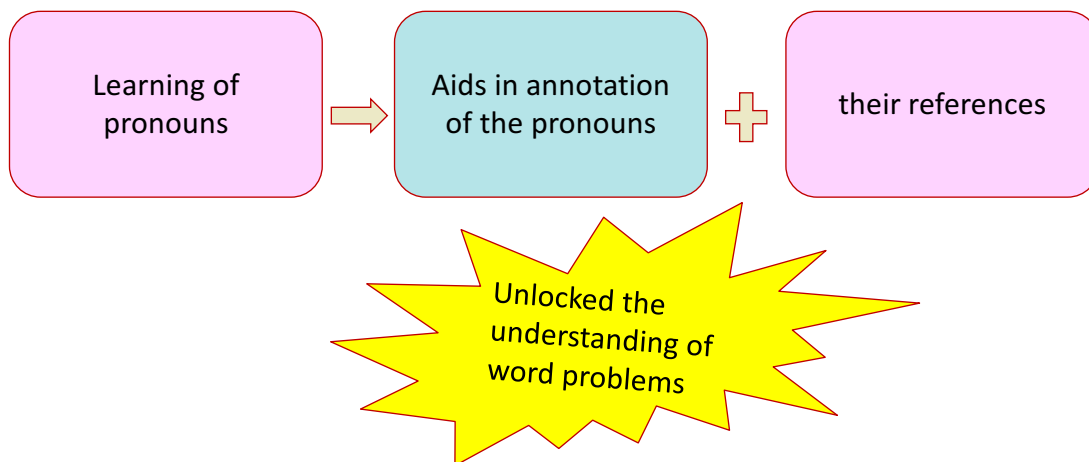 Learning of
pronouns
Aids in annotation
of the pronouns
their references
Unlocked the
understanding of
word problems